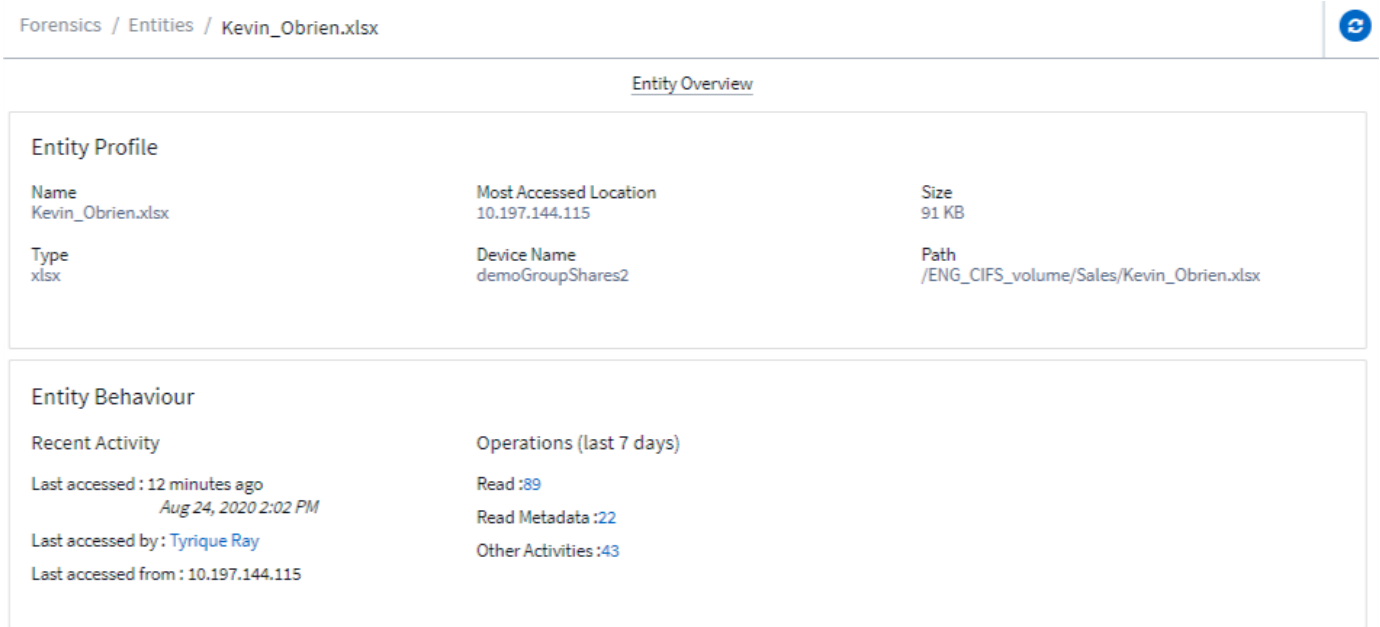 Forensics / Entities / Kevin_Obrien.xlsx
Entity Overview
Entity Profile
Name
Kevin_Obrien.xlsx
Most Accessed Location
10.197.144.115
Size
91 KB
Type
xlsx
Device Name
demoGroupShares2
Path
/ENG_CIFS_volume/Sales/Kevin_Obrien.xlsx
Entity Behaviour
Recent Activity
Last accessed : 12 minutes ago
Aug 24, 2020 2:02 PM
Last accessed by : Tyrique Ray
Last accessed from : 10.197.144.115
Operations (last 7 days)
Read :89
Read Metadata :22
Other Activities :43